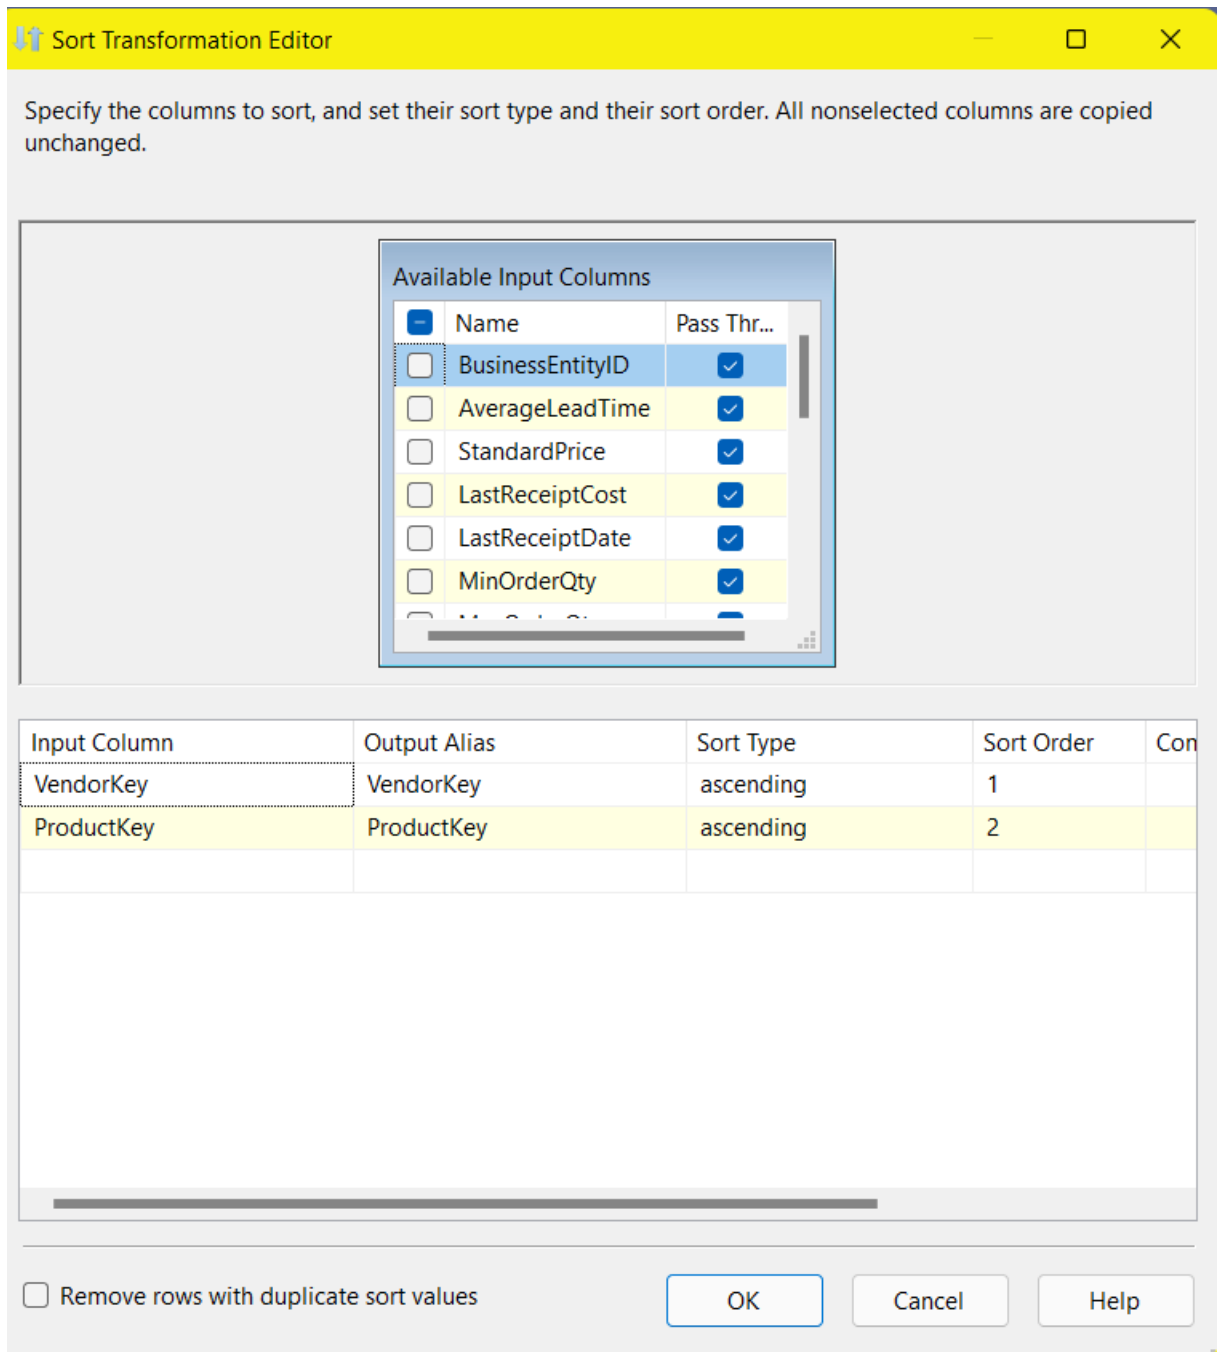 Sort Transformation Editor
Specify the columns to sort, and set their sort type and their sort order. All nonselected columns are copied
unchanged.
Available Input Columns
Name Pass Thr...
BusinessEntityID
AverageLeadTime
StandardPrice
LastReceiptCost
LastReceiptDate
MinOrderQty
Input Column Output Alias Sort Type Sort Order Con
VendorKey VendorKey ascending 1
ProductKey ProductKey ascending 2
Remove rows with duplicate sort values OK Cancel Help